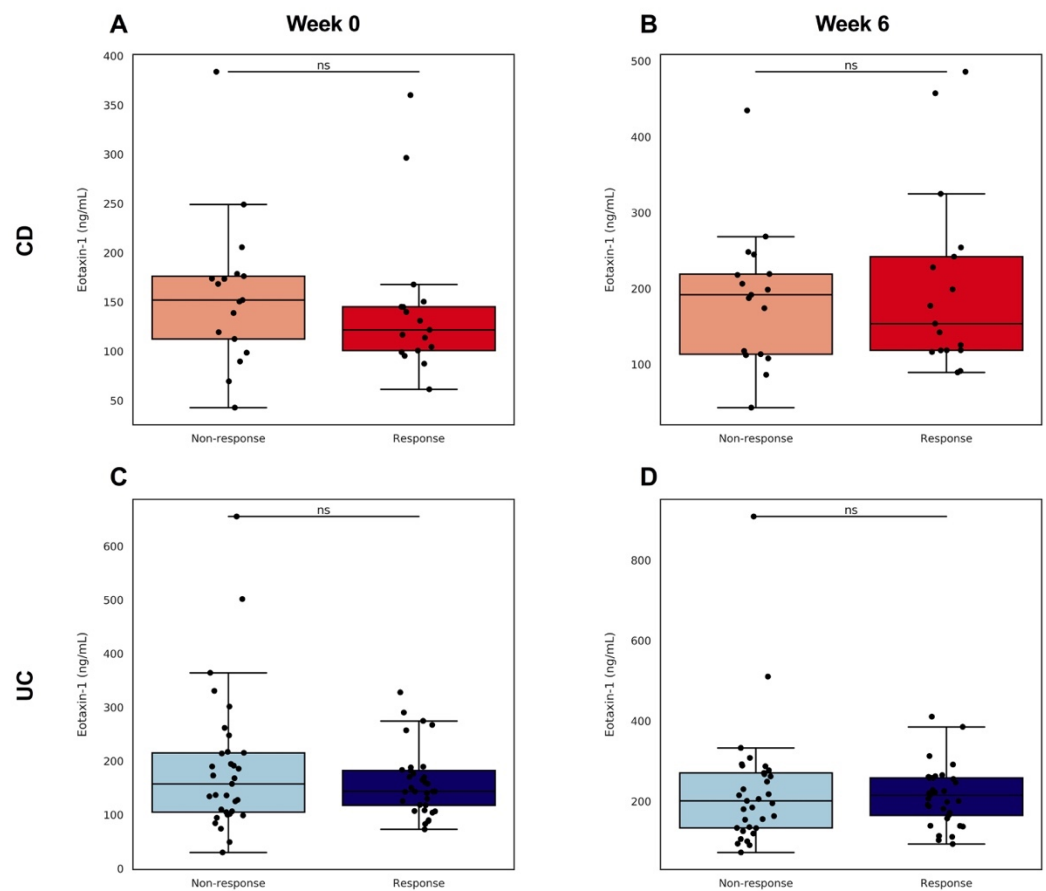 Week 0
Week 6
A
B
CD
Eotaxin-1 (ng/mL)
400
350
300
250
200
150
100
50
ns
Non-response
Response
Eotaxin-1 (ng/mL)
500
400
300
200
100
ns
Non-response
Response
C
D
UC
Eotaxin-1 (ng/mL)
600
500
400
300
200
100
0
ns
Non-response
Response
Eotaxin-1 (ng/mL)
800
600
400
200
ns
Non-response
Response